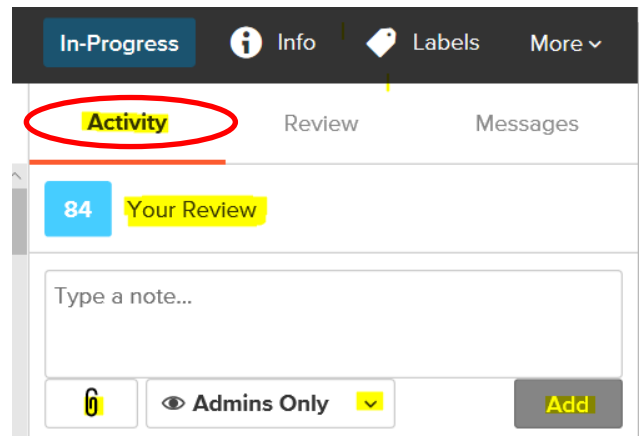 In-Progress Info Labels More
Activity Review Messages
84 Your Review
Type a note...
Admins Only Add